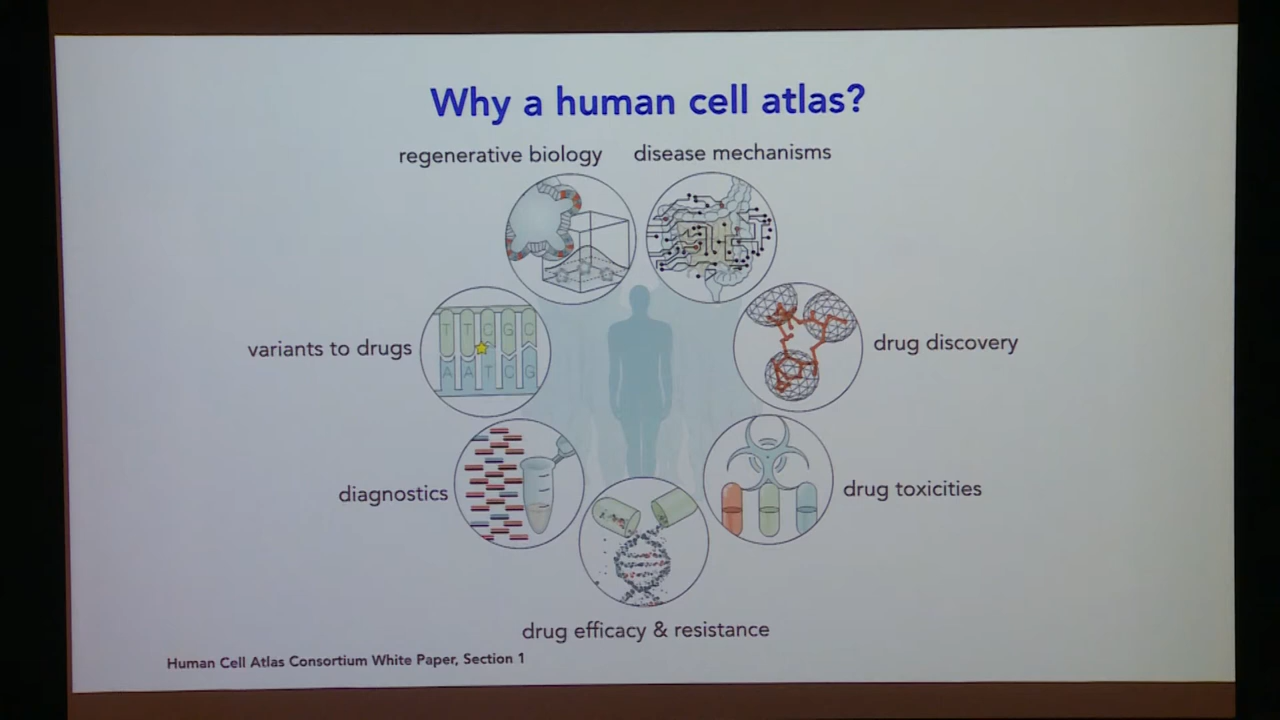 Why a human cell atlas?
regenerative biology
disease mechanisms
variants to drugs
T T C G C
A A T C G
drug discovery
diagnostics
drug toxicities
drug efficacy & resistance
Human Cell Atlas Consortium White Paper, Section 1